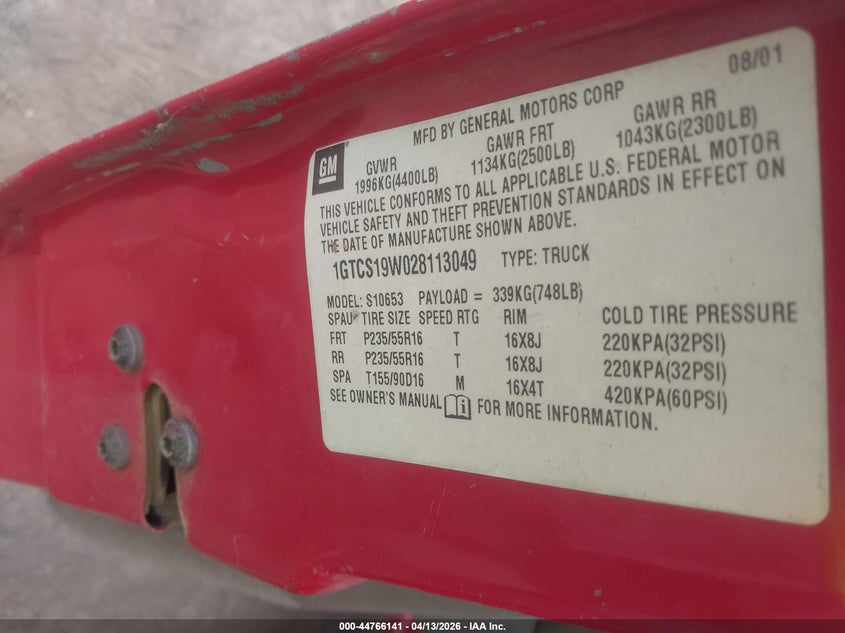 08/01
MFD BY GENERAL MOTORS CORP
GM
GVWR GAWR FRT GAWR RR
1996KG(4400LB) 1134KG(2500LB) 1043KG(2300LB)
THIS VEHICLE CONFORMS TO ALL APPLICABLE U.S. FEDERAL MOTOR
VEHICLE SAFETY AND THEFT PREVENTION STANDARDS IN EFFECT ON
THE DATE OF MANUFACTURE SHOWN ABOVE.
1GTCS19W028113049 TYPE: TRUCK
MODEL: S10653 PAYLOAD = 339KG(748LB)
SPAU TIRE SIZE SPEED RTG RIM COLD TIRE PRESSURE
FRT P235/55R16 T 16X8J 220KPA(32PSI)
RR P235/55R16 T 16X8J 220KPA(32PSI)
SPA T155/90D16 M 16X4T 420KPA(60PSI)
SEE OWNER'S MANUAL FOR MORE INFORMATION.
000-44766141 | 04/13/2026 - IAA Inc.